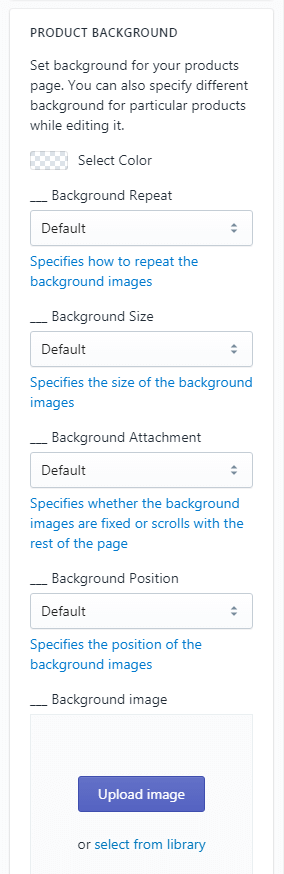 PRODUCT BACKGROUND
Set background for your products
page. You can also specify different
background for particular products
while editing it.
Select Color
___ Background Repeat
Default
Specifies how to repeat the
background images
___ Background Size
Default
Specifies the size of the background
images
___ Background Attachment
Default
Specifies whether the background
images are fixed or scrolls with the
rest of the page
___ Background Position
Default
Specifies the position of the
background images
___ Background image
Upload image
or select from library